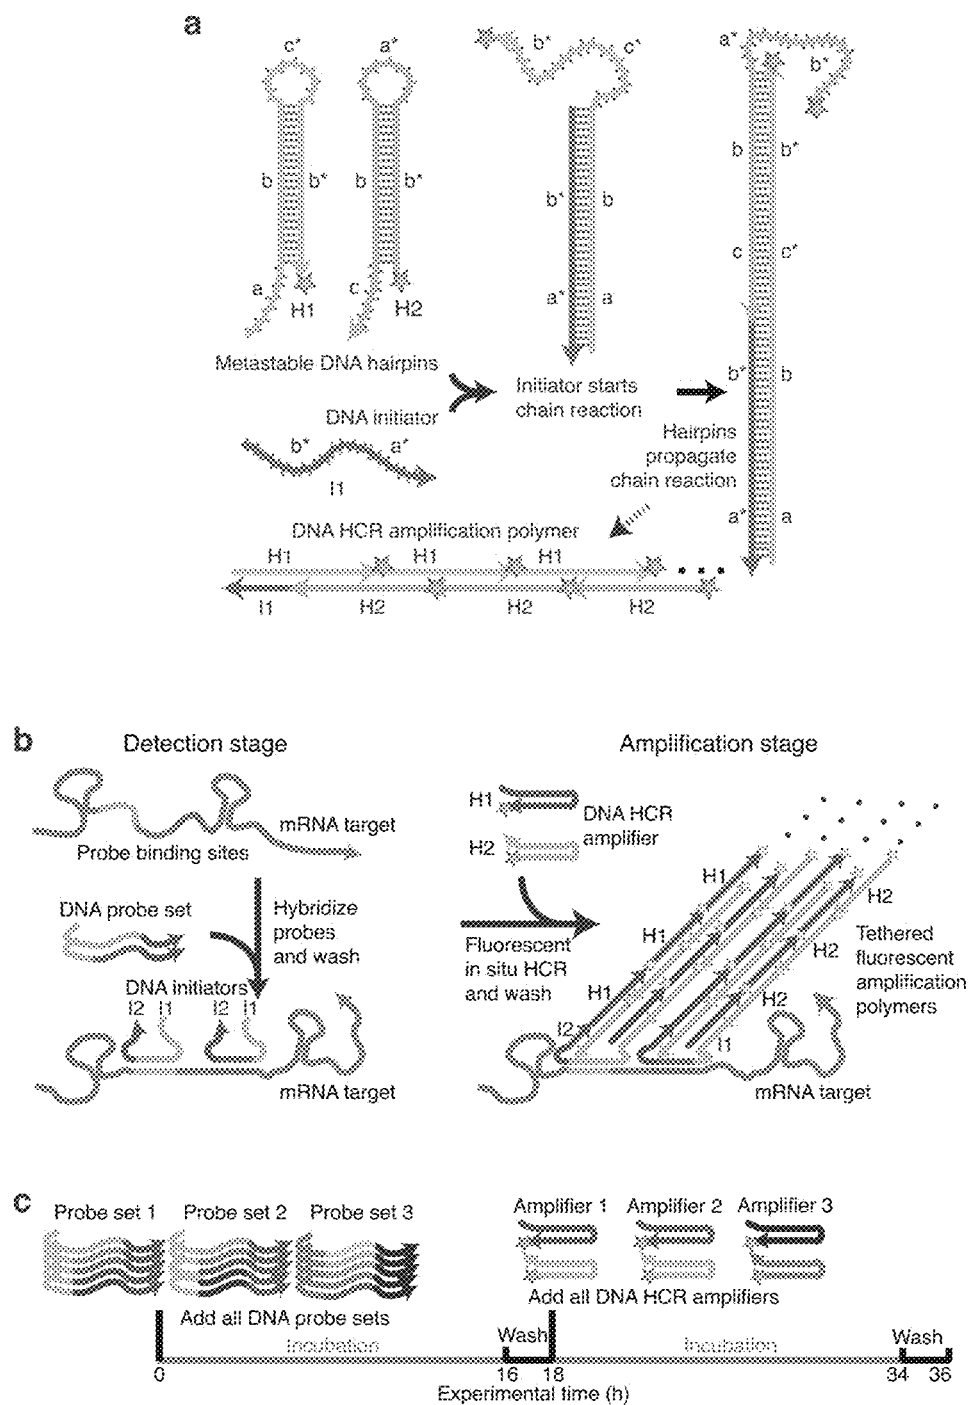 a
c*
a*
b*
c*
a*
b*
b
b*
b
b*
b*
b
b
b*
c
c*
a
H1
c
H2
a*
a
Metastable DNA hairpins
Initiator starts
chain reaction
b*
b
DNA initiator
b*
a*
I1
Hairpins
propagate
chain reaction
a*
a
DNA HCR amplification polymer
H1
H1
H1
I1
H2
H2
H2
b
Detection stage
Amplification stage
mRNA target
Probe binding sites
H1
H2
DNA HCR
amplifier
DNA probe set
Hybridize
probes
and wash
Fluorescent
in situ HCR
and wash
H1
H1
H1
H2
H2
H2
Tethered
fluorescent
amplification
polymers
DNA initiators
I2
I1
I2
I1
I2
I1
mRNA target
mRNA target
c
Probe set 1
Probe set 2
Probe set 3
Amplifier 1
Amplifier 2
Amplifier 3
Add all DNA probe sets
Add all DNA HCR amplifiers
Incubation
Wash
Incubation
Wash
0
16
18
34
36
Experimental time (h)